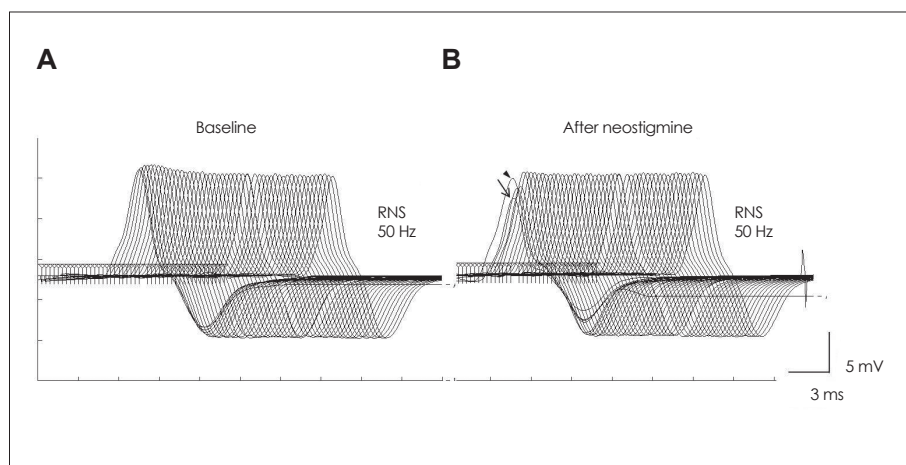 A
B
Baseline
After neostigmine
RNS
50 Hz
RNS
50 Hz
5 mV
3 ms